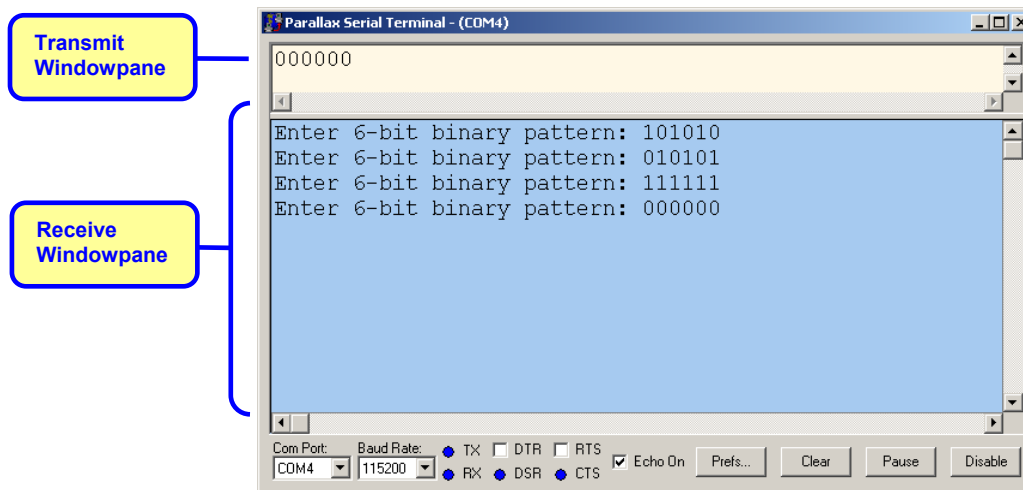 Parallax Serial Terminal - (COM4)
Transmit
Windowpane
000000
Enter 6-bit binary pattern: 101010
Enter 6-bit binary pattern: 010101
Enter 6-bit binary pattern: 111111
Enter 6-bit binary pattern: 000000
Receive
Windowpane
Com Port: Baud Rate: TX DTR RTS
COM4 115200 RX DSR CTS Echo On Prefs... Clear Pause Disable